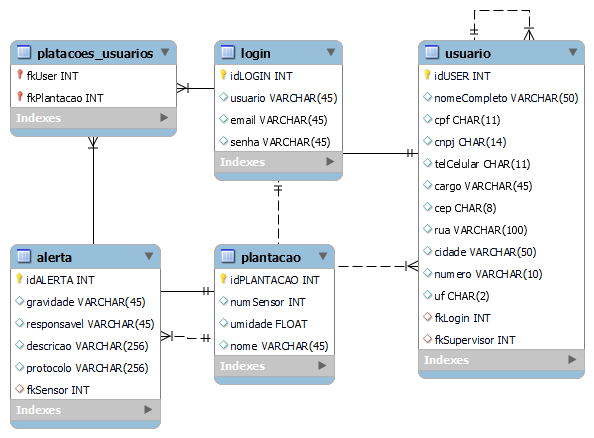 platacoes_usuarios
fkUser INT
fkPlantacao INT
Indexes
login
idLOGIN INT
usuario VARCHAR(45)
email VARCHAR(45)
senha VARCHAR(45)
Indexes
usuario
idUSER INT
nomeCompleto VARCHAR(50)
cpf CHAR(11)
cnpj CHAR(14)
telCelular CHAR(11)
cargo VARCHAR(45)
cep CHAR(8)
rua VARCHAR(100)
cidade VARCHAR(50)
numero VARCHAR(10)
uf CHAR(2)
fkLogin INT
fkSupervisor INT
Indexes
alerta
idALERTA INT
gravidade VARCHAR(45)
responsavel VARCHAR(45)
descricao VARCHAR(256)
protocolo VARCHAR(256)
fkSensor INT
Indexes
plantacao
idPLANTACAO INT
numSensor INT
umidade FLOAT
nome VARCHAR(45)
Indexes